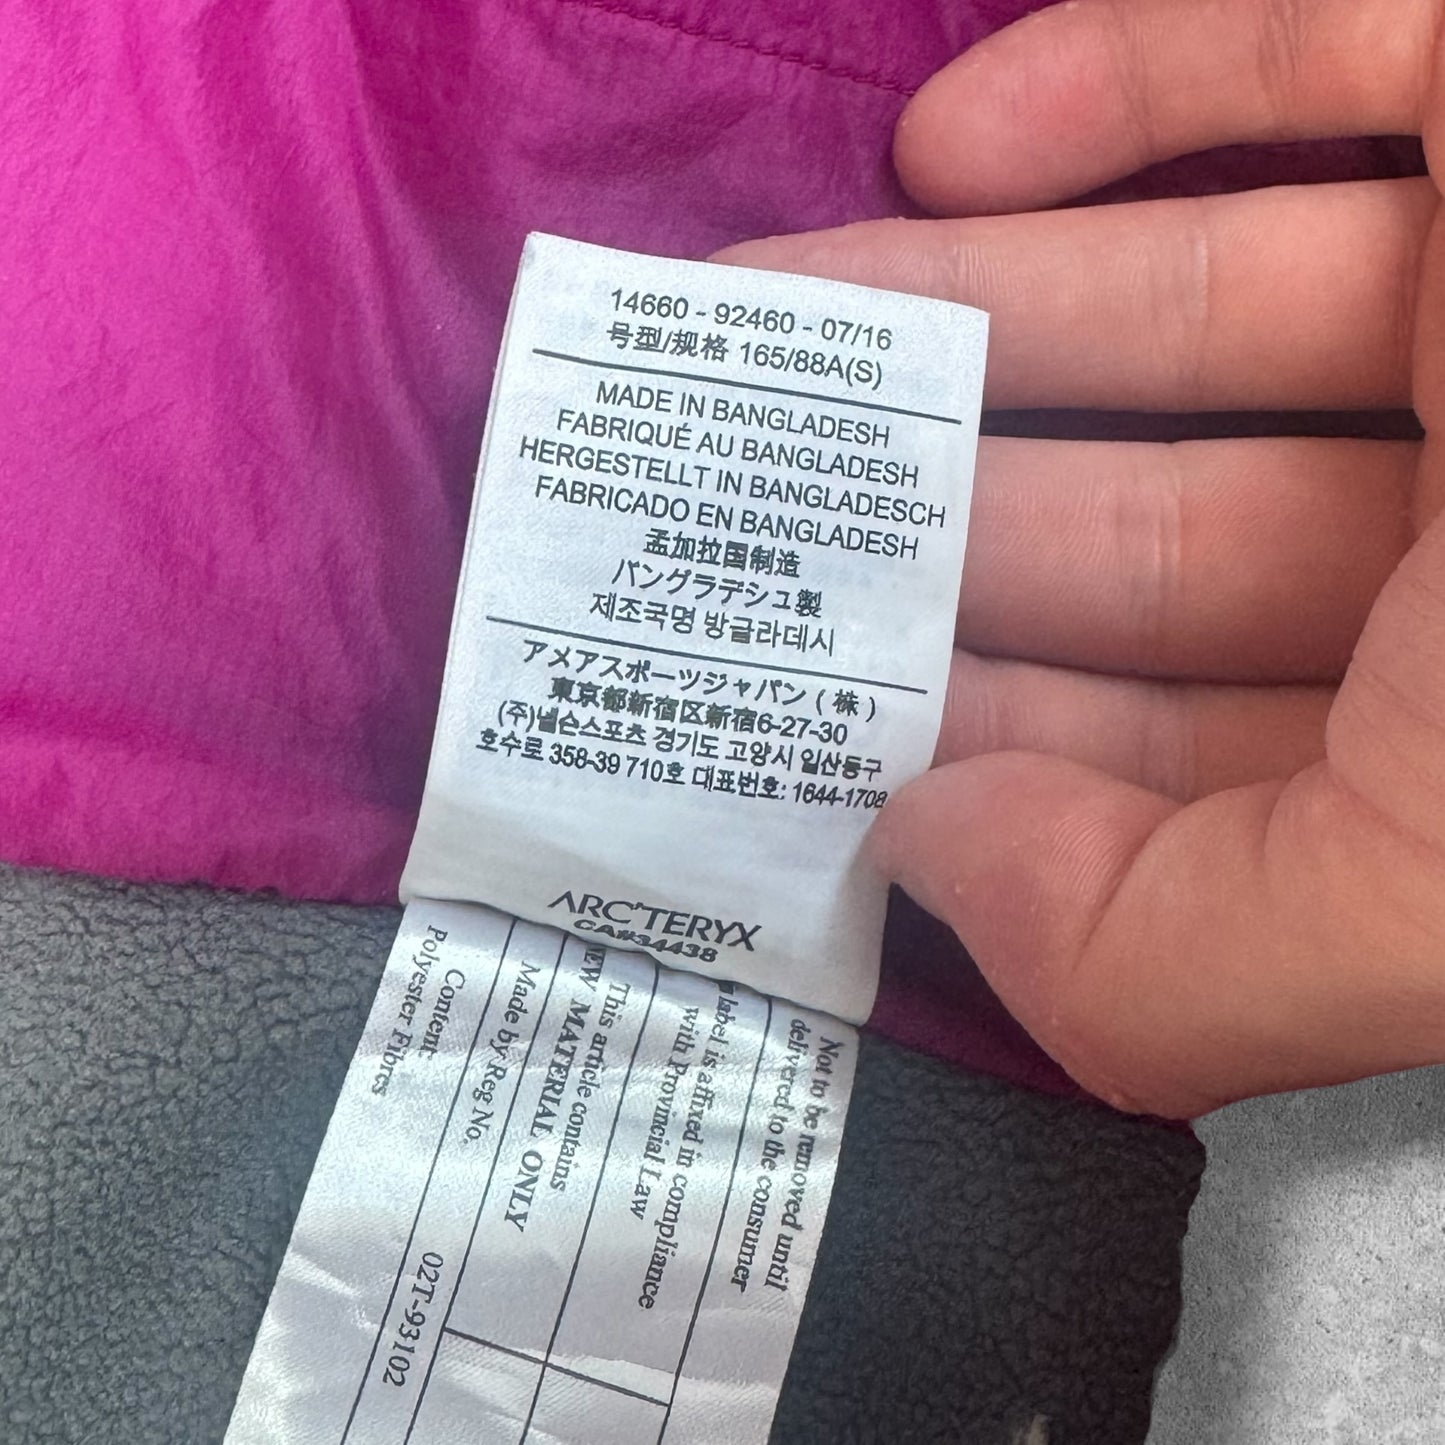 14660 - 92460 - 07/16
号型/规格 165/88A(S)
MADE IN BANGLADESH
FABRIQUÉ AU BANGLADESH
HERGESTELLT IN BANGLADESCH
FABRICADO EN BANGLADESH
孟加拉国制造
バングラデシュ製
제조국명 방글라데시
アメアスポーツジャパン ( 株 )
東京都新宿区新宿6-27-30
(주)넬슨스포츠 경기도 고양시 일산동구
호수로 358-39 710호 대표번호: 1644-1708
ARC'TERYX
CA#34438
Not to be removed until
delivered to the consumer
label is affixed in compliance
with Provincial Law
This article contains
NEW MATERIAL ONLY
Made by Reg No.
02T-93102
Content:
Polyester Fibres